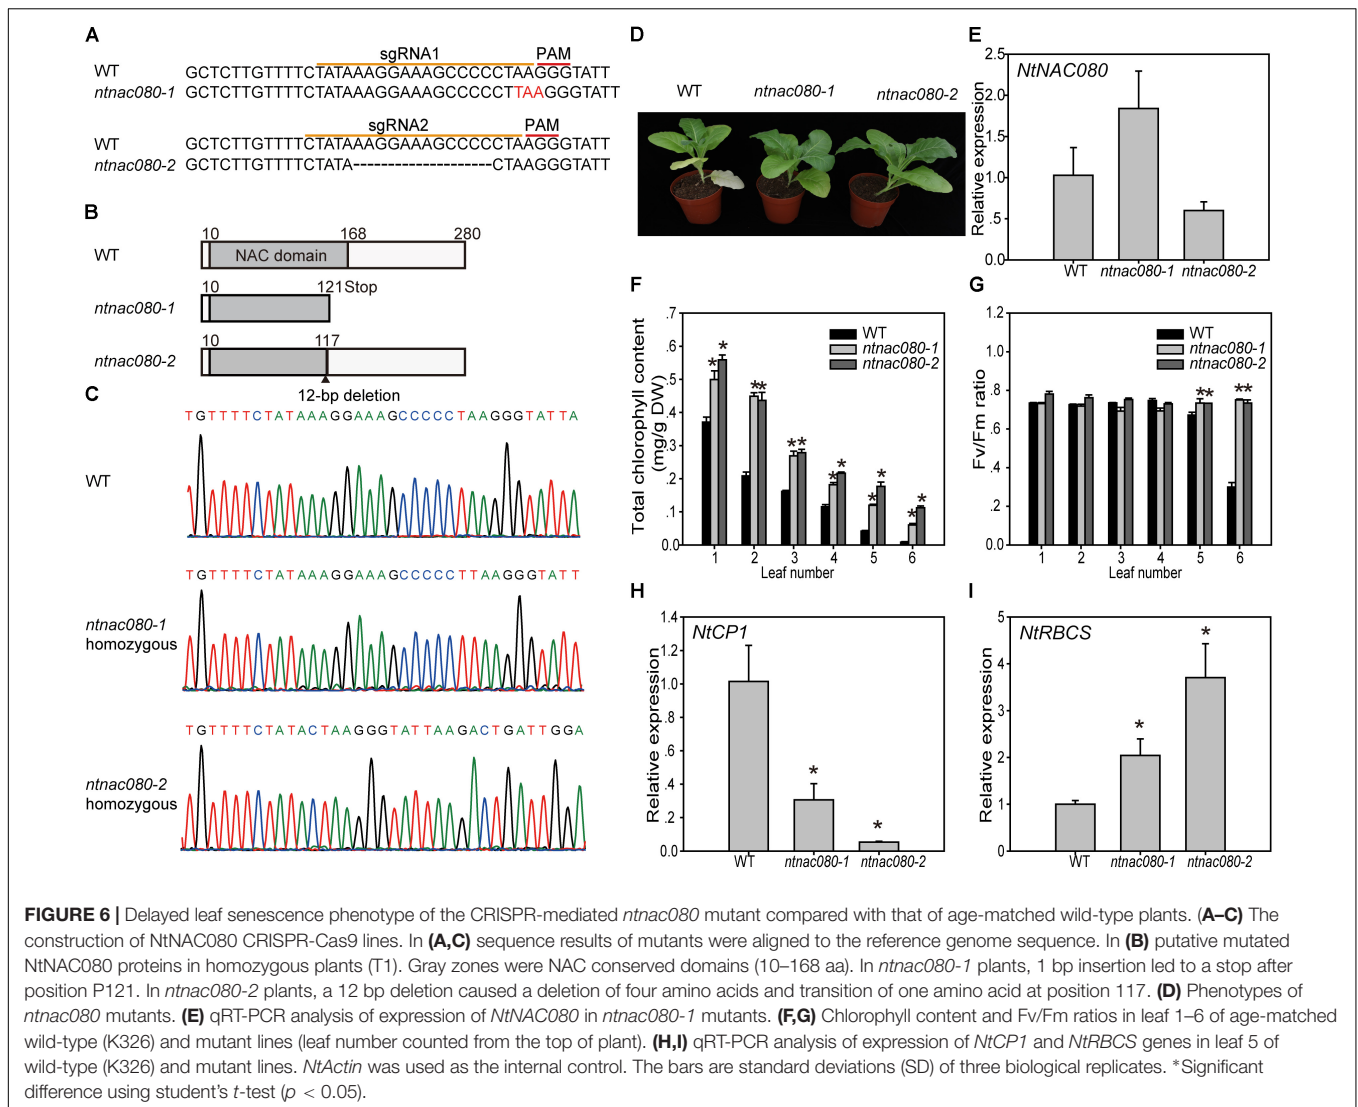 A
sgRNA1 PAM
WT GCTCTTGTTTTCTATAAAGGAAAGCCCCCTAAGGGTATT
ntnac080-1 GCTCTTGTTTTCTATAAAGGAAAGCCCCCTTAAGGGTATT
sgRNA2 PAM
WT GCTCTTGTTTTCTATAAAGGAAAGCCCCCTAAGGGTATT
ntnac080-2 GCTCTTGTTTTCTATA--------------------CTAAGGGTATT
B
10 168 280
WT NAC domain
10 121 Stop
ntnac080-1
10 117
ntnac080-2
12-bp deletion
C
TGTTTTCTATAAAGGAAAGCCCCCTAAGGGTATTA
WT
TGTTTTCTATAAAGGAAAGCCCCCTTAAGGGTATT
ntnac080-1
homozygous
TGTTTTCTATACTAAGGGTATTAAGACTGATTGGA
ntnac080-2
homozygous
D
WT ntnac080-1 ntnac080-2
E
NtNAC080
Relative expression
2.5
2.0
1.5
1.0
.5
0.0
WT ntnac080-1 ntnac080-2
F
Total chlorophyll content
(mg/g DW)
.7
.6
.5
.4
.3
.2
.1
.0
WT
ntnac080-1
ntnac080-2
* * ** ** * * * * * *
1 2 3 4 5 6
Leaf number
G
Fv/Fm ratio
1.2
1.0
.8
.6
.4
.2
0.0
WT
ntnac080-1
ntnac080-2
** **
1 2 3 4 5 6
Leaf number
H
NtCP1
Relative expression
1.4
1.2
1.0
.8
.6
.4
.2
0.0
* *
WT ntnac080-1 ntnac080-2
I
NtRBCS
Relative expression
5
4
3
2
1
0
* *
WT ntnac080-1 ntnac080-2
FIGURE 6 | Delayed leaf senescence phenotype of the CRISPR-mediated ntnac080 mutant compared with that of age-matched wild-type plants. (A–C) The
construction of NtNAC080 CRISPR-Cas9 lines. In (A,C) sequence results of mutants were aligned to the reference genome sequence. In (B) putative mutated
NtNAC080 proteins in homozygous plants (T1). Gray zones were NAC conserved domains (10–168 aa). In ntnac080-1 plants, 1 bp insertion led to a stop after
position P121. In ntnac080-2 plants, a 12 bp deletion caused a deletion of four amino acids and transition of one amino acid at position 117. (D) Phenotypes of
ntnac080 mutants. (E) qRT-PCR analysis of expression of NtNAC080 in ntnac080-1 mutants. (F,G) Chlorophyll content and Fv/Fm ratios in leaf 1–6 of age-matched
wild-type (K326) and mutant lines (leaf number counted from the top of plant). (H,I) qRT-PCR analysis of expression of NtCP1 and NtRBCS genes in leaf 5 of
wild-type (K326) and mutant lines. NtActin was used as the internal control. The bars are standard deviations (SD) of three biological replicates. *Significant
difference using student's t-test (p < 0.05).